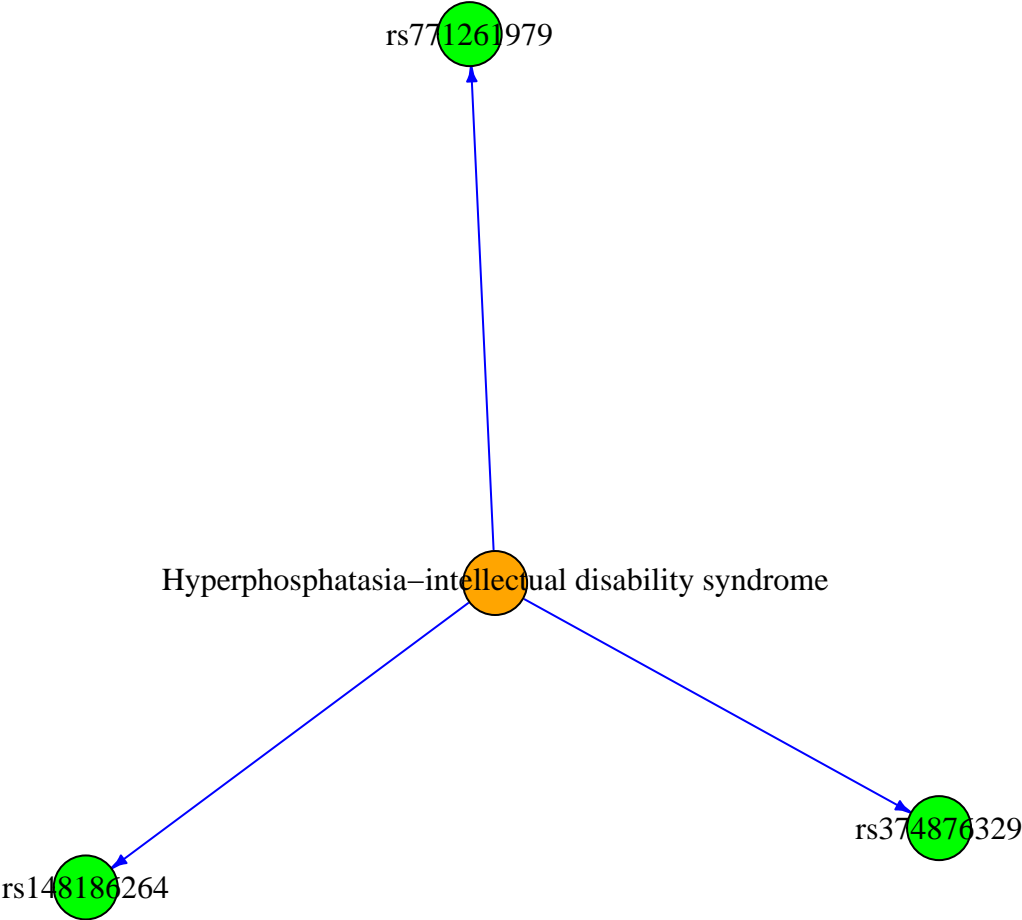 rs771261979
Hyperphosphatasia−intellectual disability syndrome
rs374876329
rs148186264